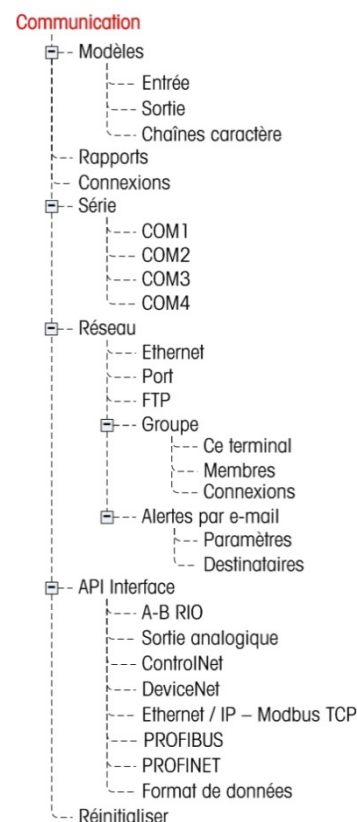 Communication
Modèles
Entrée
Sortie
Chaînes caractère
Rapports
Connexions
Série
COM1
COM2
COM3
COM4
Réseau
Ethernet
Port
FTP
Groupe
Ce terminal
Membres
Connexions
Alertes par e-mail
Paramètres
Destinataires
API Interface
A-B RIO
Sortie analogique
ControlNet
DeviceNet
Ethernet / IP – Modbus TCP
PROFIBUS
PROFINET
Format de données
Réinitialiser